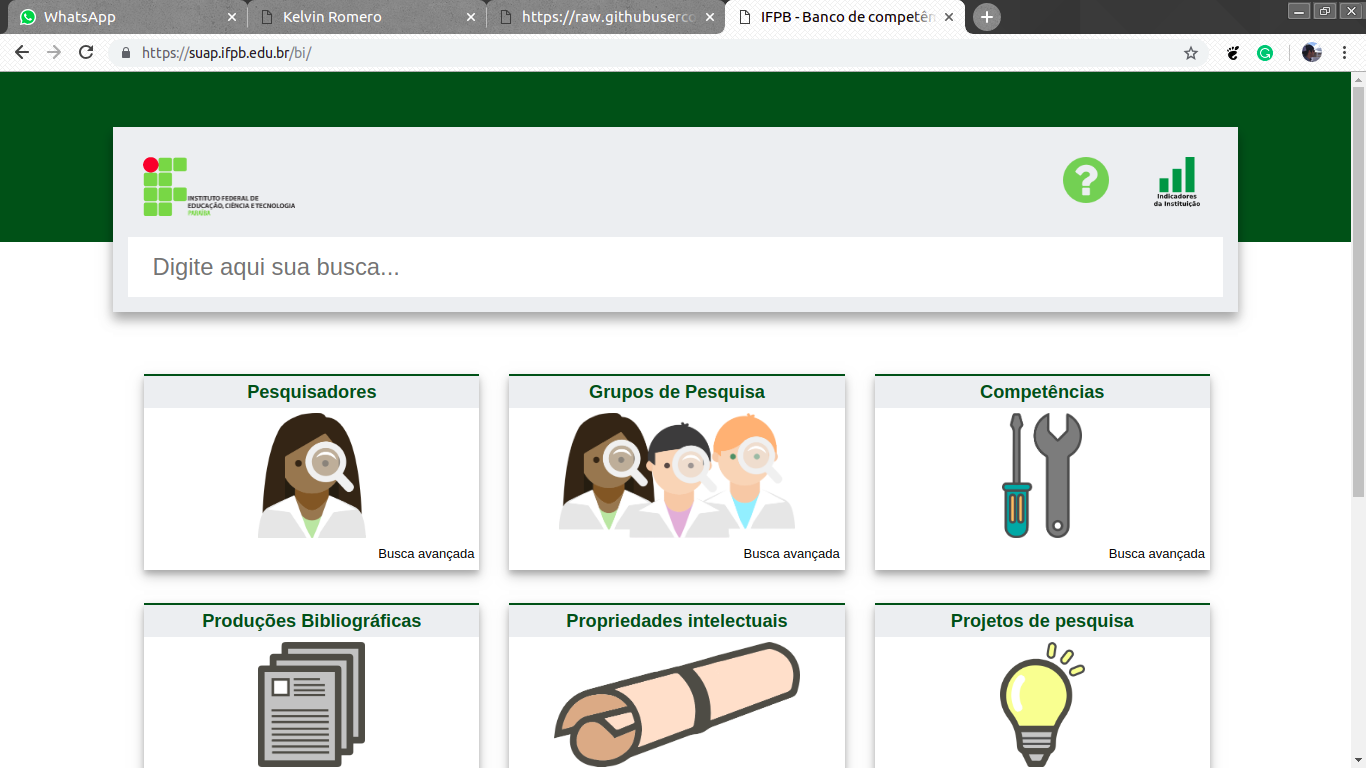 WhatsApp
Kelvin Romero
https://raw.githubuserco
IFPB - Banco de competên
https://suap.ifpb.edu.br/bi/
INSTITUTO FEDERAL DE
EDUCAÇÃO, CIÊNCIA E TECNOLOGIA
PARAÍBA
?
Indicadores
da Instituição
Digite aqui sua busca...
Pesquisadores
Grupos de Pesquisa
Competências
Busca avançada
Busca avançada
Busca avançada
Produções Bibliográficas
Propriedades intelectuais
Projetos de pesquisa